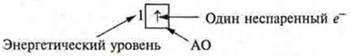 1 ↑ Один неспаренный e⁻
Энергетический уровень АО